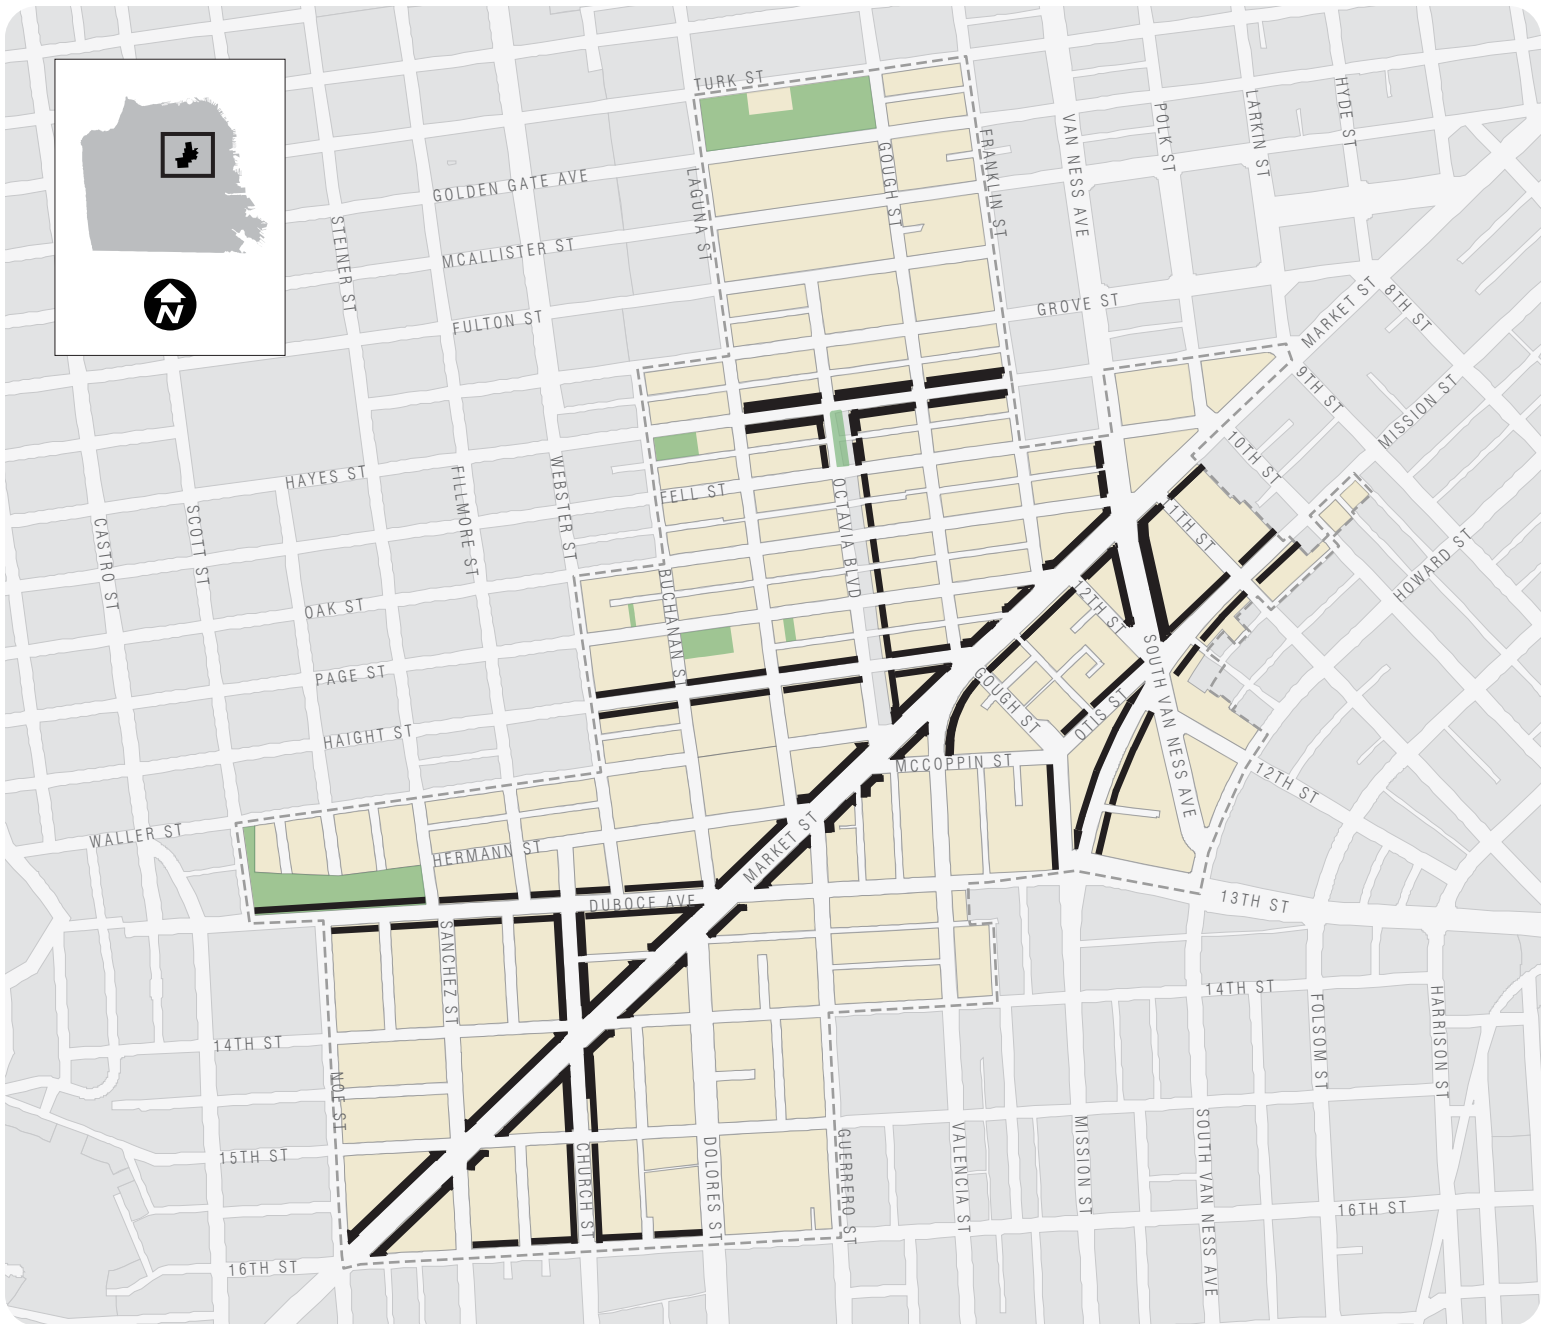 TURK ST
GOLDEN GATE AVE
MCALLISTER ST
FULTON ST
STEINER ST
LAGUNA ST
GOUGH ST
FRANKLIN ST
VAN NESS AVE
POLK ST
LARKIN ST
HYDE ST
GROVE ST
MARKET ST
8TH ST
9TH ST
MISSION ST
10TH ST
HAYES ST
FELL ST
CASTRO ST
SCOTT ST
FILLMORE ST
WEBSTER ST
OCTAVIA BLVD
11TH ST
HOWARD ST
OAK ST
BUCHANAN ST
12TH ST
PAGE ST
GOUGH ST
OTIS ST
SOUTH VAN NESS AVE
HAIGHT ST
MCCOPPIN ST
12TH ST
WALLER ST
HERMANN ST
MARKET ST
DUBOCE AVE
13TH ST
SANCHEZ ST
14TH ST
14TH ST
FOLSOM ST
HARRISON ST
NOE ST
15TH ST
CHURCH ST
DOLORES ST
GUERRERO ST
VALENCIA ST
MISSION ST
SOUTH VAN NESS AVE
16TH ST
16TH ST
N